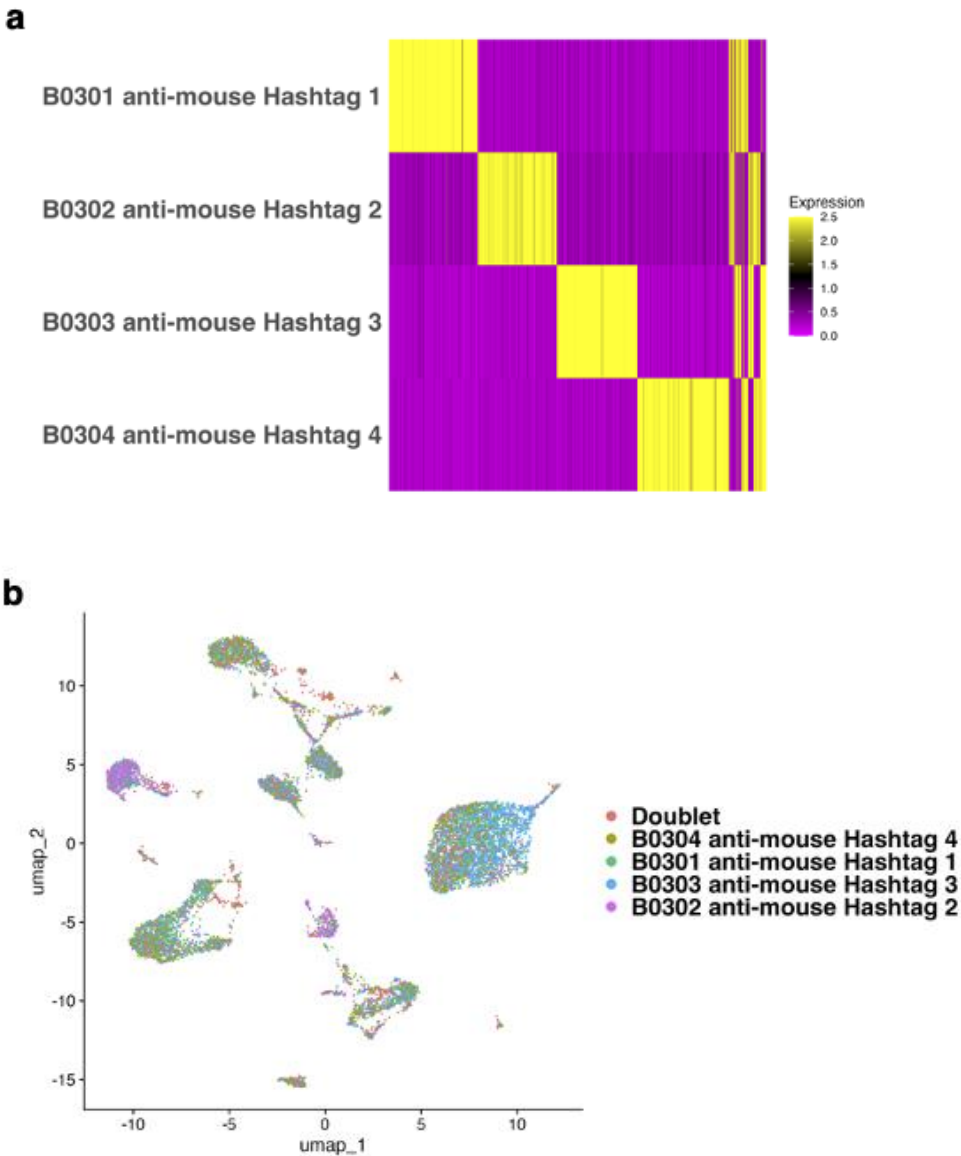 a
B0301 anti-mouse Hashtag 1
B0302 anti-mouse Hashtag 2
B0303 anti-mouse Hashtag 3
B0304 anti-mouse Hashtag 4
Expression
2.5
2.0
1.5
1.0
0.5
0.0
b
10
5
0
-5
-10
-15
umap_2
-10 -5 0 5 10
umap_1
Doublet
B0304 anti-mouse Hashtag 4
B0301 anti-mouse Hashtag 1
B0303 anti-mouse Hashtag 3
B0302 anti-mouse Hashtag 2